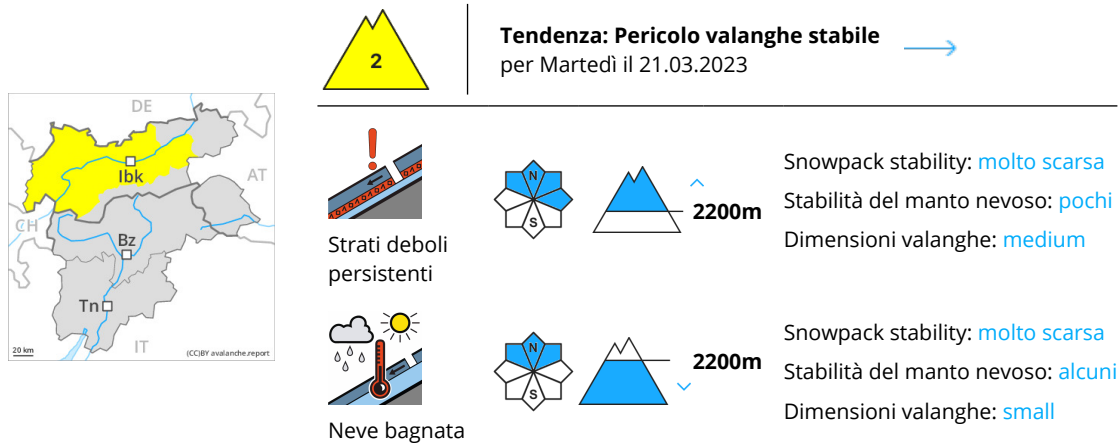 2
Tendenza: Pericolo valanghe stabile
per Martedì il 21.03.2023
DE
AT
CH
IT
Ibk
Bz
Tn
20 km
(CC)BY avalanche.report
N
S
2200m
Strati deboli
persistenti
Snowpack stability: molto scarsa
Stabilità del manto nevoso: pochi
Dimensioni valanghe: medium
N
S
2200m
Neve bagnata
Snowpack stability: molto scarsa
Stabilità del manto nevoso: alcuni
Dimensioni valanghe: small